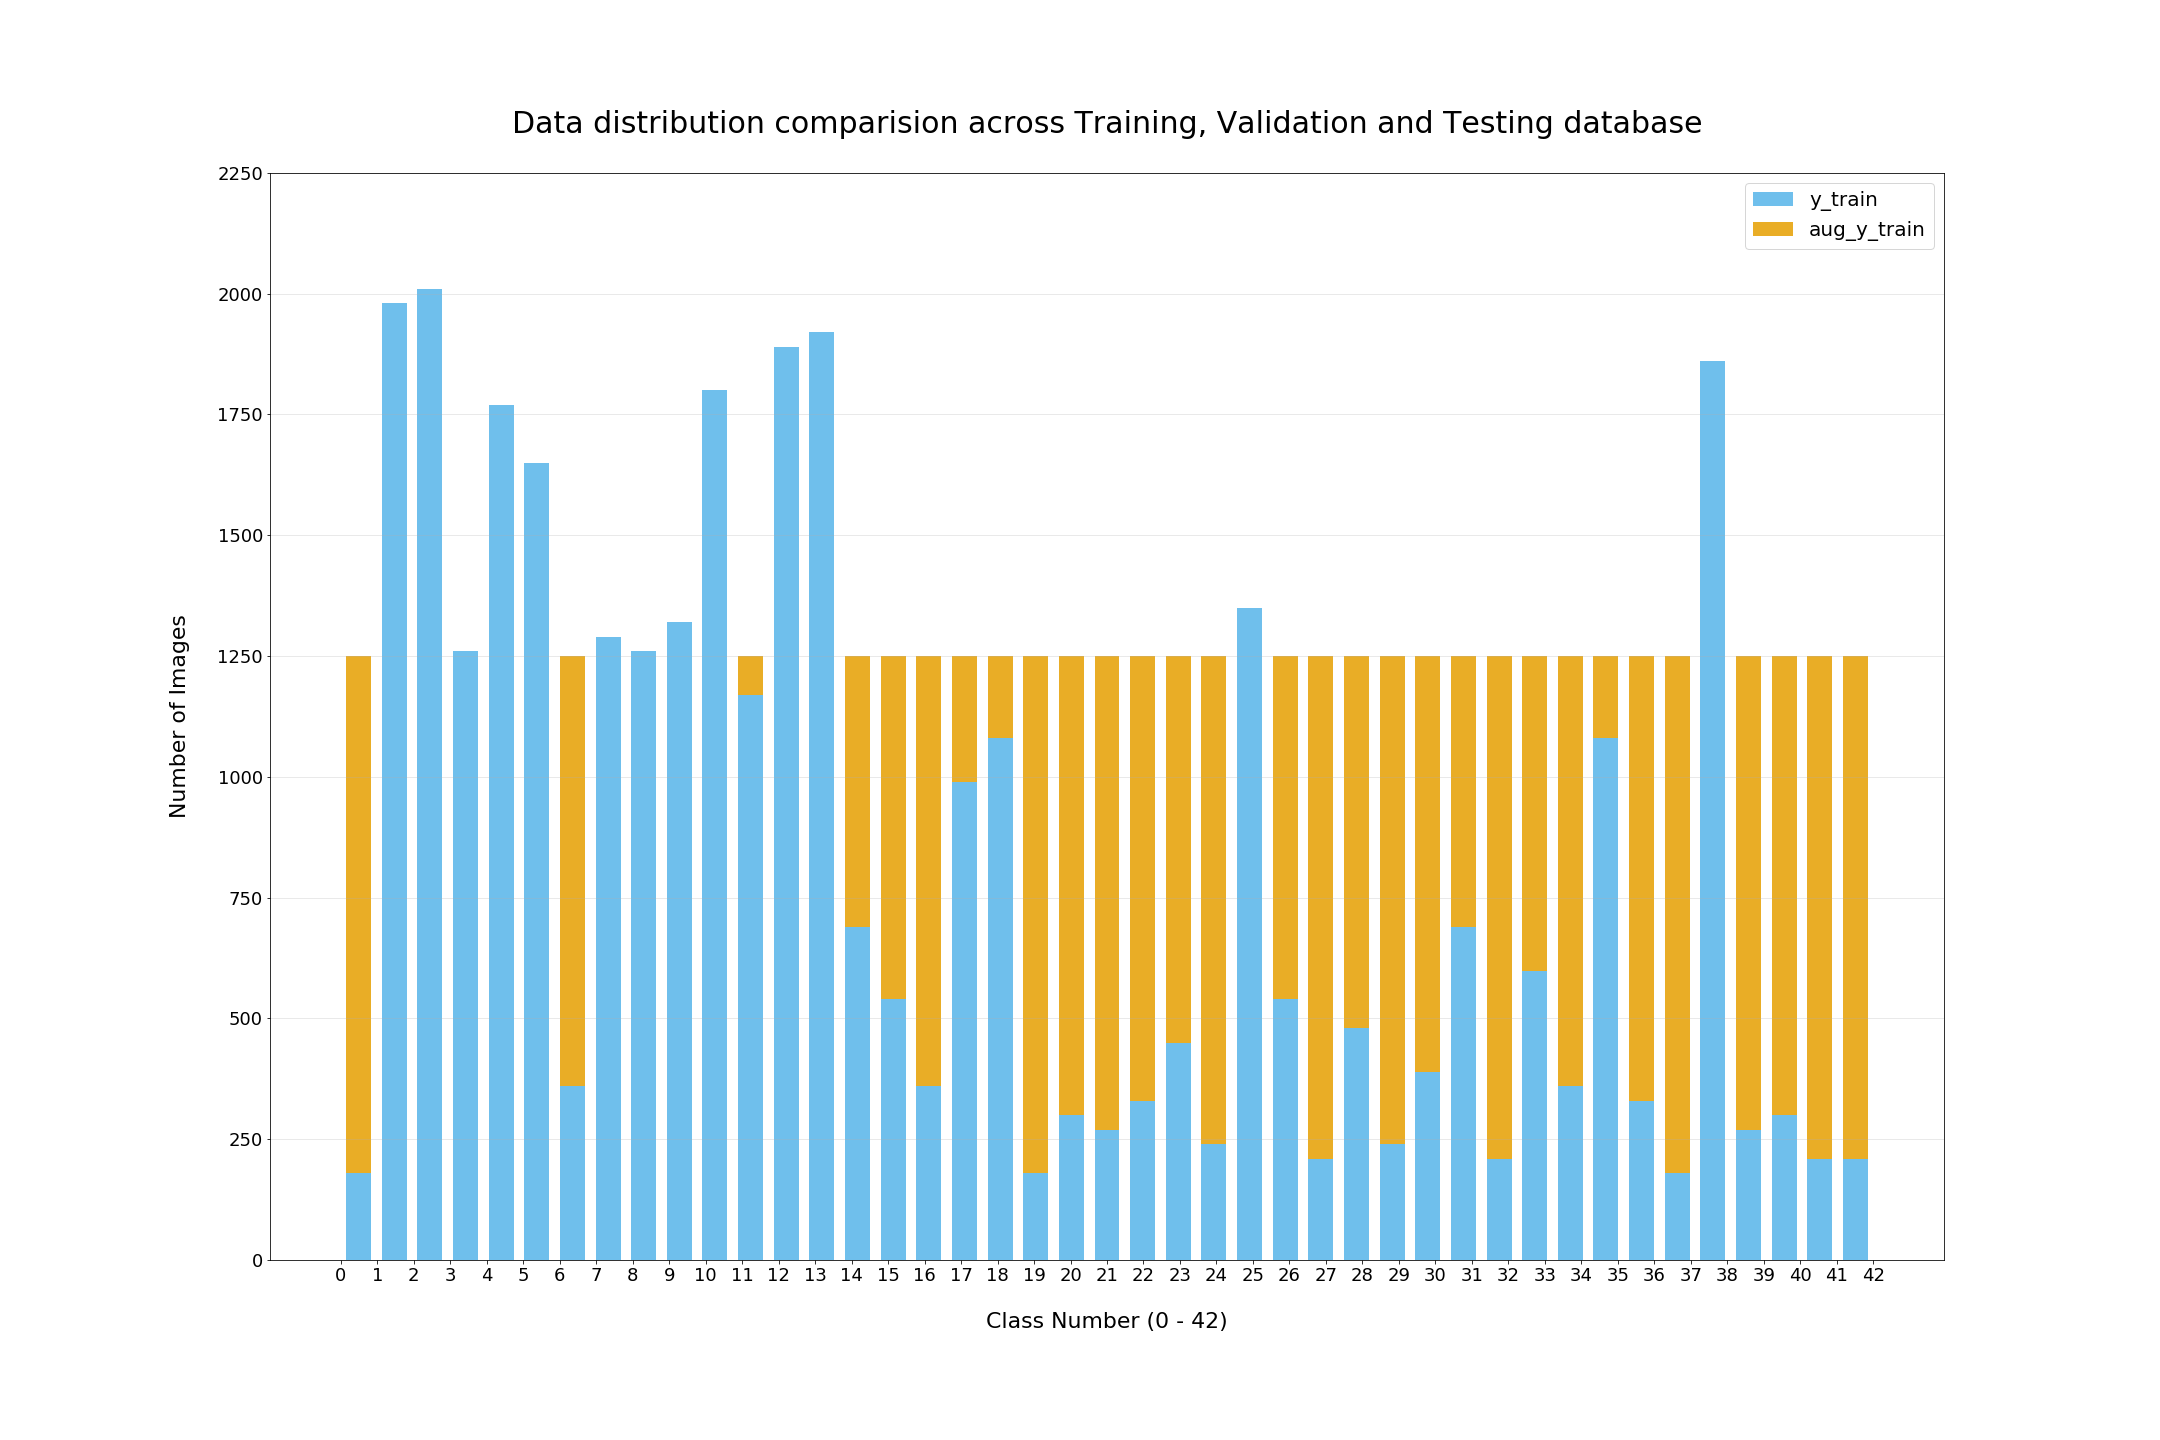 Data distribution comparision across Training, Validation and Testing database
y_train
aug_y_train
2250
2000
1750
1500
1250
1000
750
500
250
0
Number of Images
0 1 2 3 4 5 6 7 8 9 10 11 12 13 14 15 16 17 18 19 20 21 22 23 24 25 26 27 28 29 30 31 32 33 34 35 36 37 38 39 40 41 42
Class Number (0 - 42)